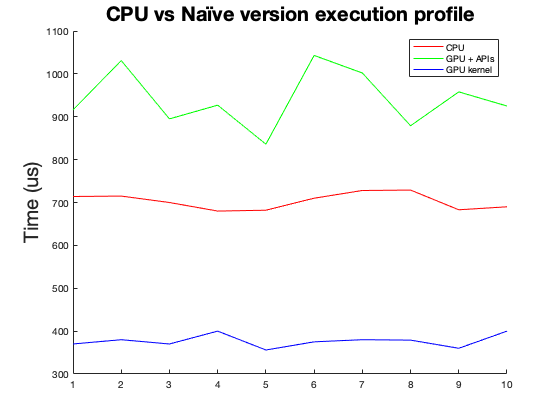 CPU vs Naïve version execution profile
CPU
GPU + APIs
GPU kernel
Time (us)
1100
1000
900
800
700
600
500
400
300
1 2 3 4 5 6 7 8 9 10